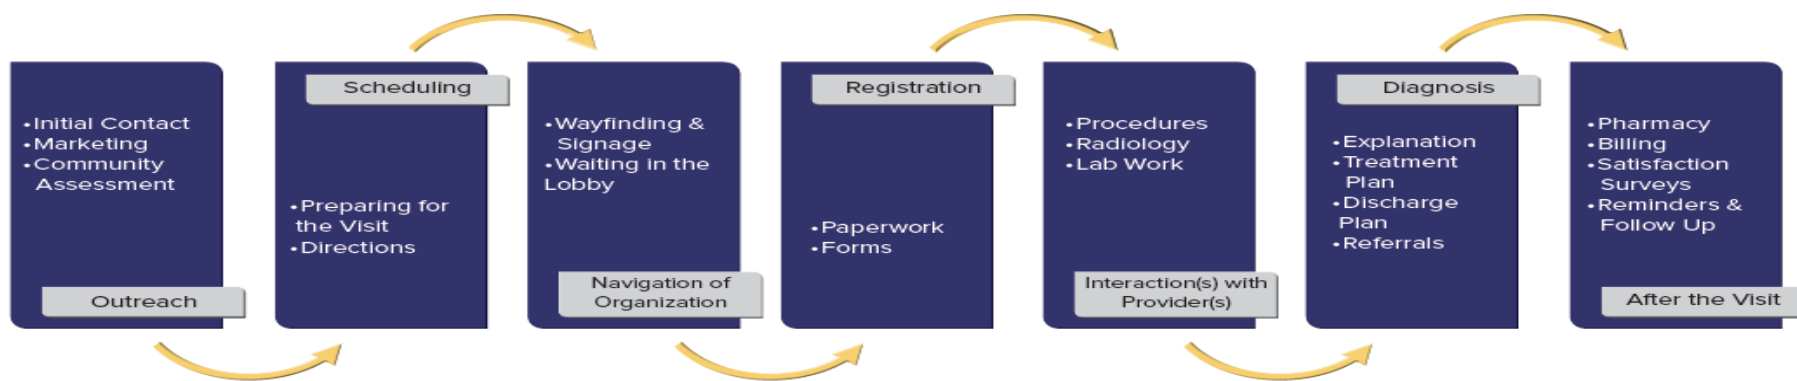 •Initial Contact
•Marketing
•Community
Assessment
Outreach
Scheduling
•Preparing for
the Visit
•Directions
•Wayfinding &
Signage
•Waiting in the
Lobby
Navigation of
Organization
Registration
•Paperwork
•Forms
•Procedures
•Radiology
•Lab Work
Interaction(s) with
Provider(s)
Diagnosis
•Explanation
•Treatment
Plan
•Discharge
Plan
•Referrals
•Pharmacy
•Billing
•Satisfaction
Surveys
•Reminders &
Follow Up
After the Visit